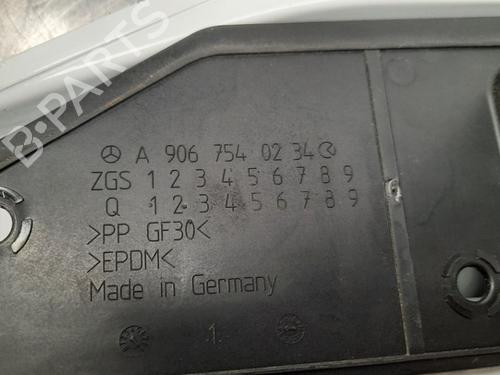 B-PARTS
A 906 754 02 34
ZGS 1 2 3 4 5 6 7 8 9
Q 1 2 3 4 5 6 7 8 9
>PP GF30<
>EPDM<
Made in Germany
1